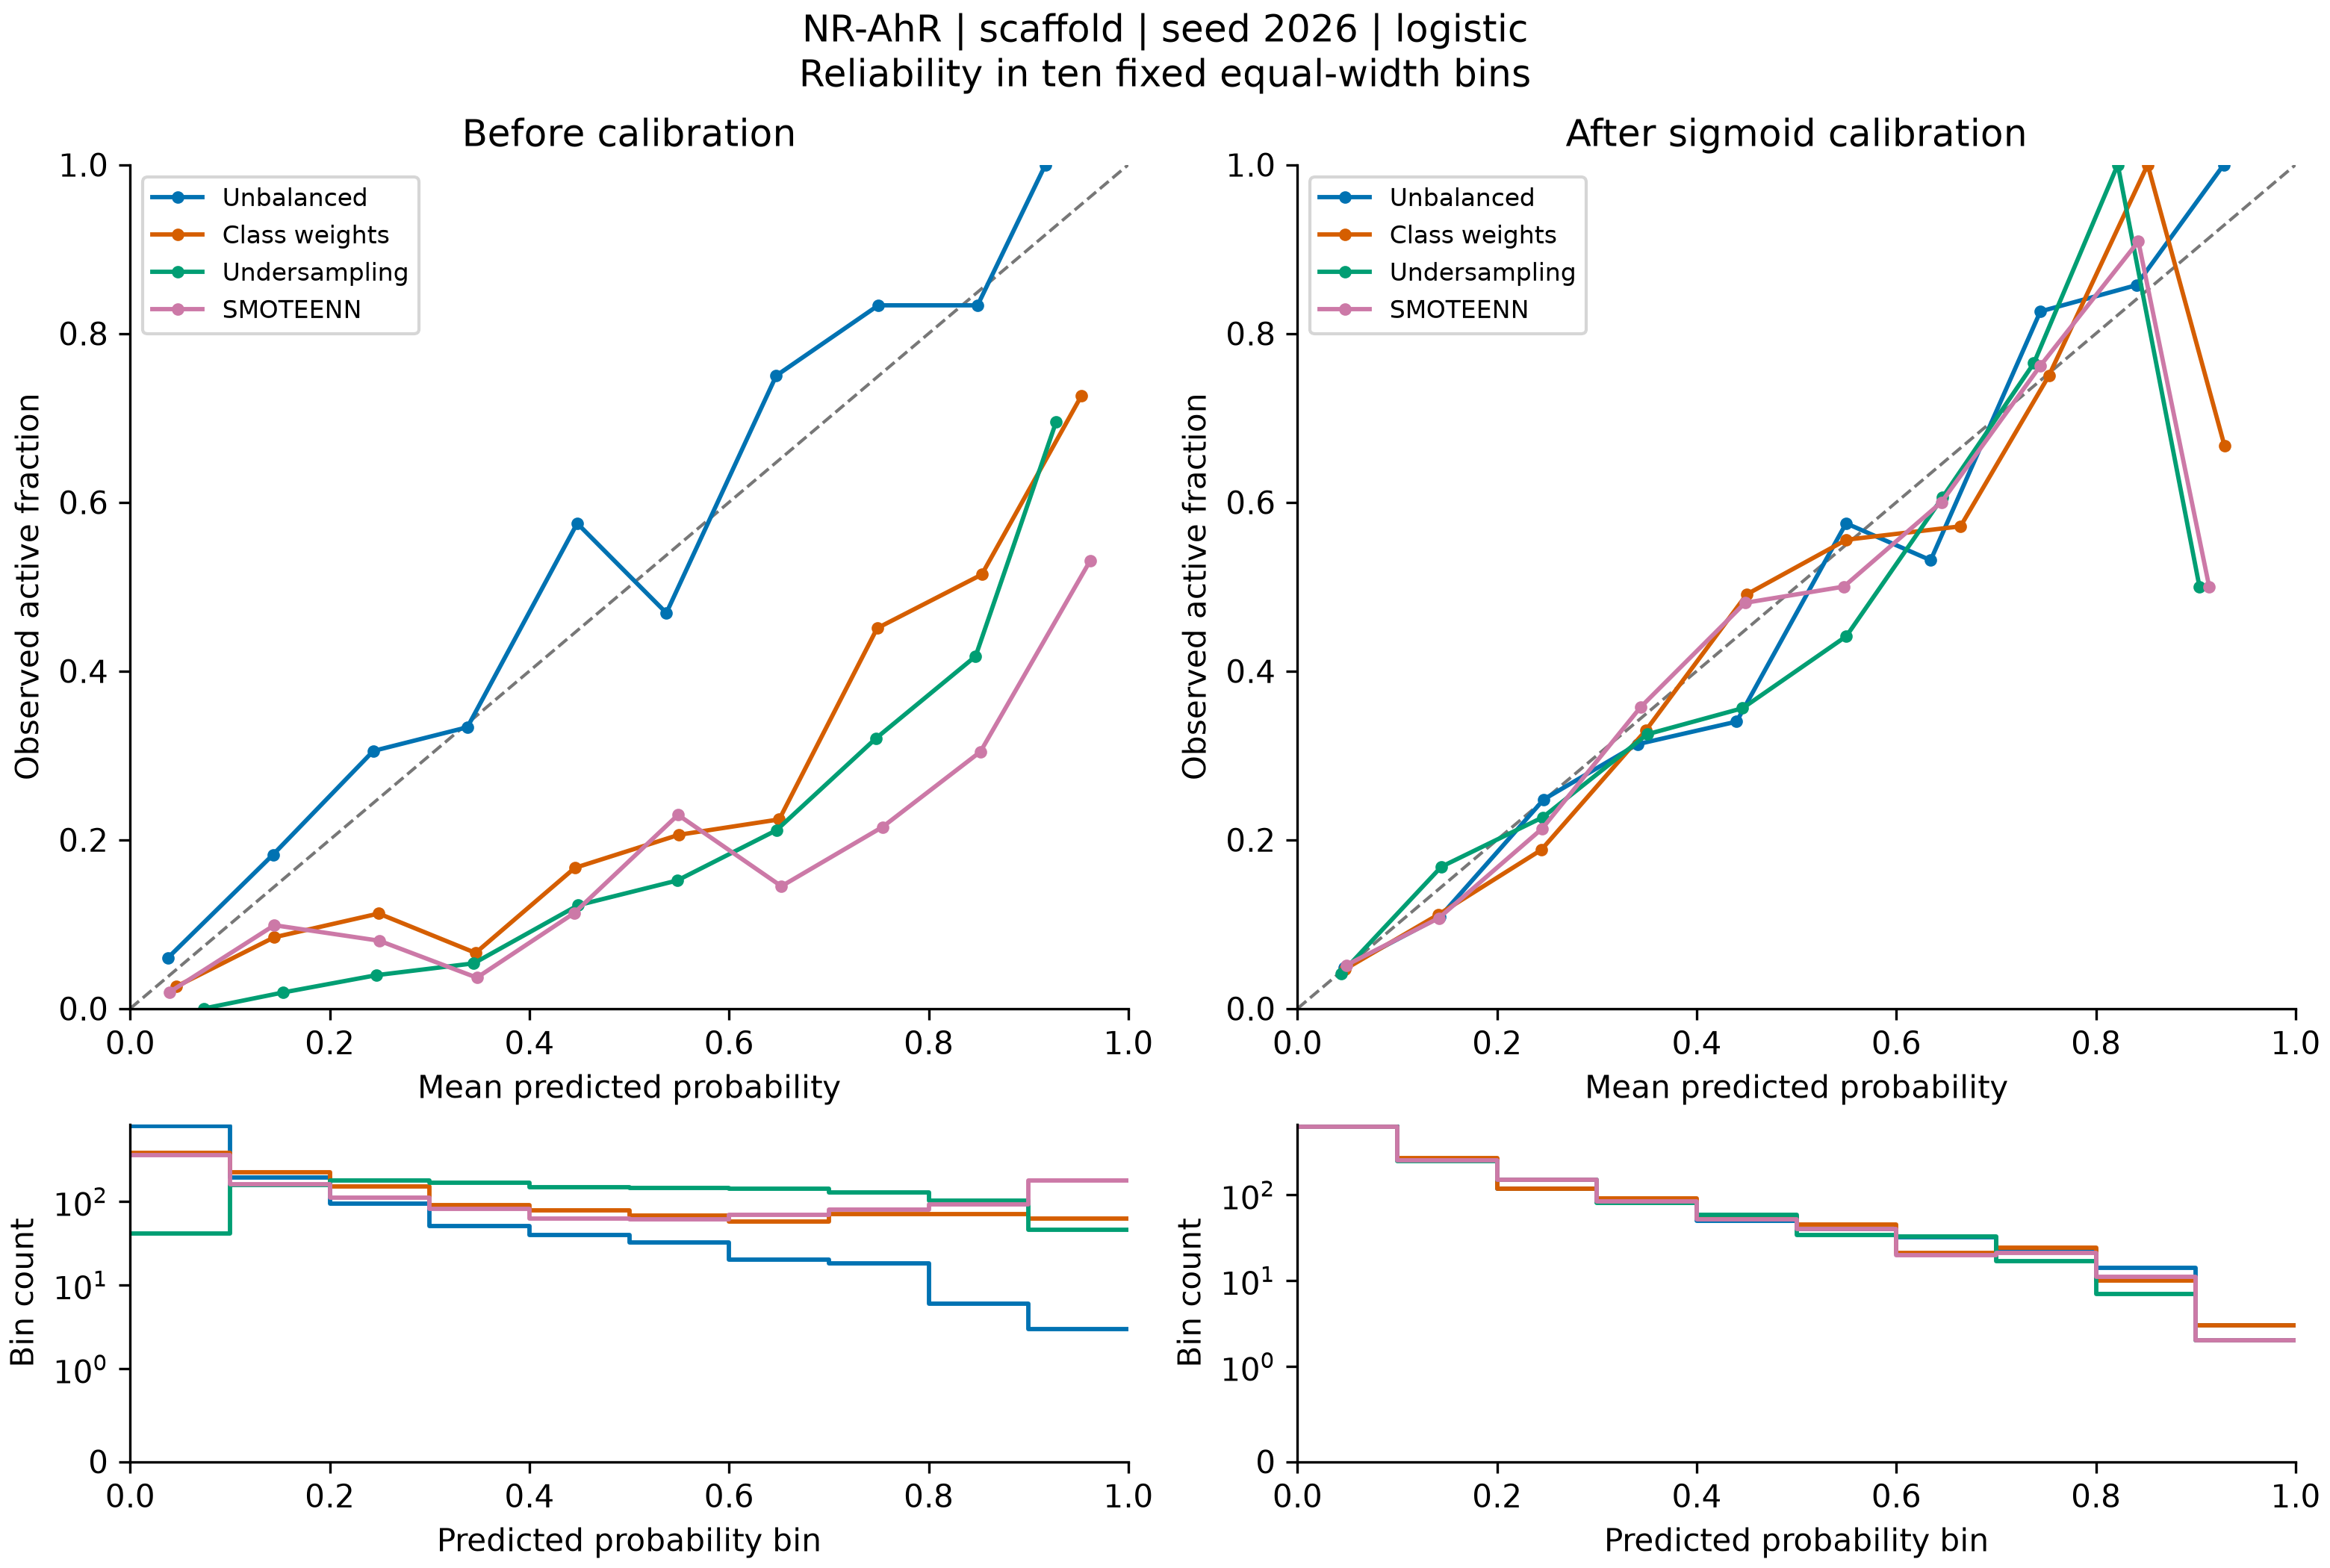 NR-AhR | scaffold | seed 2026 | logistic
Reliability in ten fixed equal-width bins
Before calibration
1.0
0.8
0.6
0.4
0.2
0.0
Observed active fraction
Unbalanced
Class weights
Undersampling
SMOTEENN
0.0 0.2 0.4 0.6 0.8 1.0
Mean predicted probability
After sigmoid calibration
1.0
0.8
0.6
0.4
0.2
0.0
Observed active fraction
Unbalanced
Class weights
Undersampling
SMOTEENN
0.0 0.2 0.4 0.6 0.8 1.0
Mean predicted probability
10²
10¹
10⁰
0
Bin count
0.0 0.2 0.4 0.6 0.8 1.0
Predicted probability bin
10²
10¹
10⁰
0
Bin count
0.0 0.2 0.4 0.6 0.8 1.0
Predicted probability bin